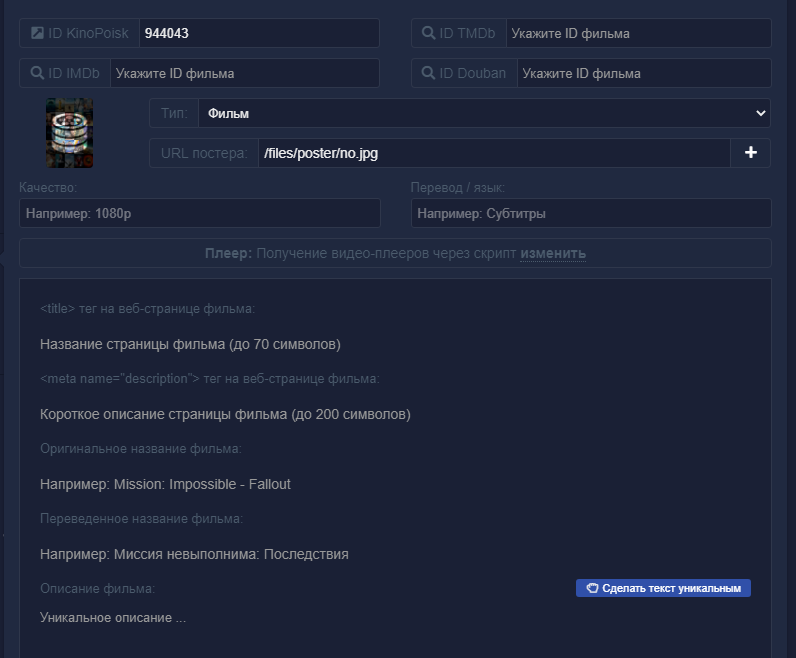 ID KinoPoisk 944043 ID TMDb Укажите ID фильма
ID IMDb Укажите ID фильма ID Douban Укажите ID фильма
Тип: Фильм
URL постера: /files/poster/no.jpg +
Качество: Перевод / язык:
Например: 1080p Например: Субтитры
Плеер: Получение видео-плееров через скрипт изменить
<title> тег на веб-странице фильма:
Название страницы фильма (до 70 символов)
<meta name="description"> тег на веб-странице фильма:
Короткое описание страницы фильма (до 200 символов)
Оригинальное название фильма:
Например: Mission: Impossible - Fallout
Переведенное название фильма:
Например: Миссия невыполнима: Последствия
Описание фильма: Сделать текст уникальным
Уникальное описание ...